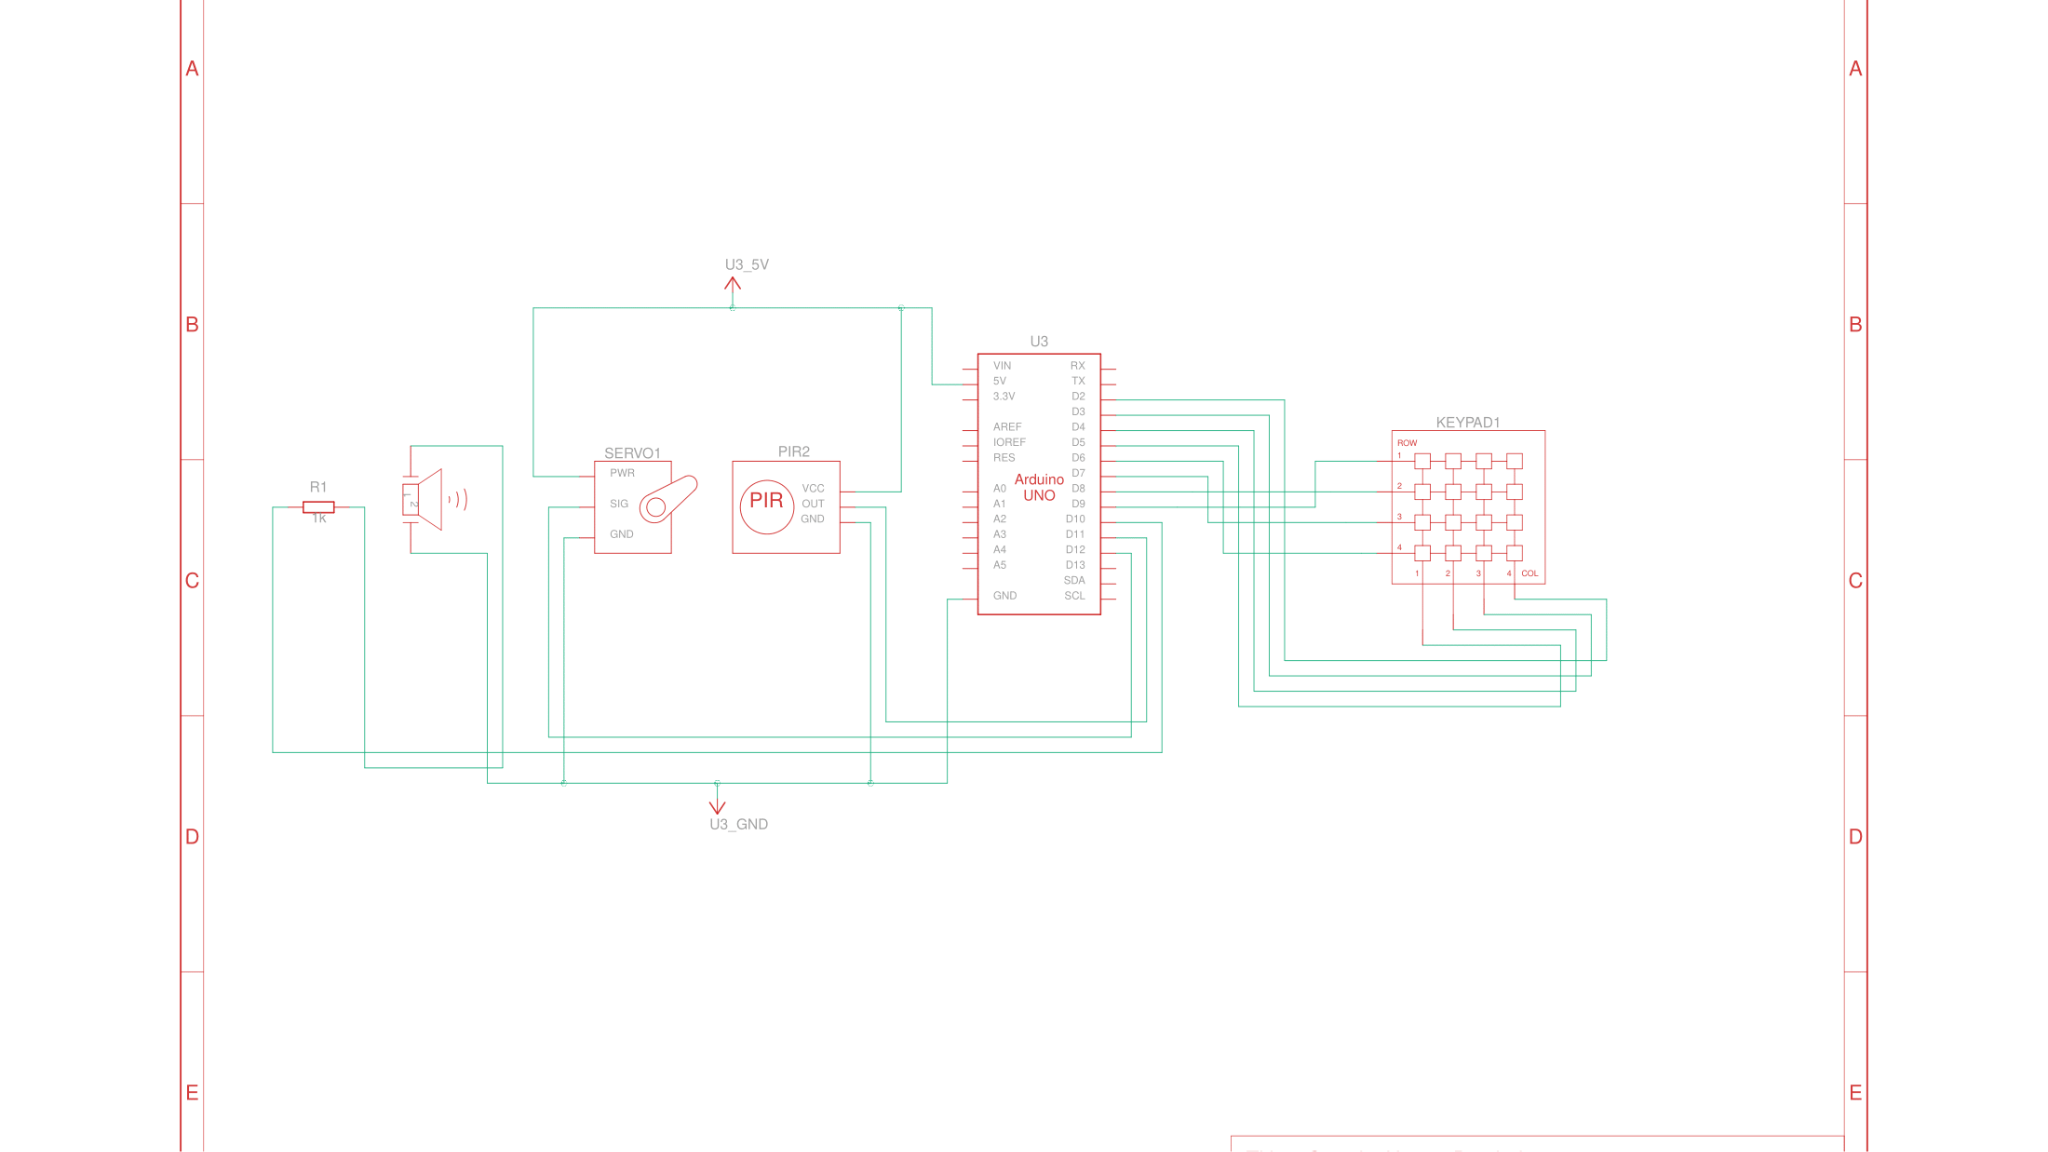 A
A
B
B
C
C
D
D
E
E
U3_5V
U3
VIN
5V
3.3V
AREF
IOREF
RES
A0
A1
A2
A3
A4
A5
GND
Arduino
UNO
RX
TX
D2
D3
D4
D5
D6
D7
D8
D9
D10
D11
D12
D13
SDA
SCL
KEYPAD1
ROW
1
2
3
4
1 2 3 4 COL
R1
1k
1
2
SERVO1
PWR
SIG
GND
PIR2
PIR
VCC
OUT
GND
U3_GND